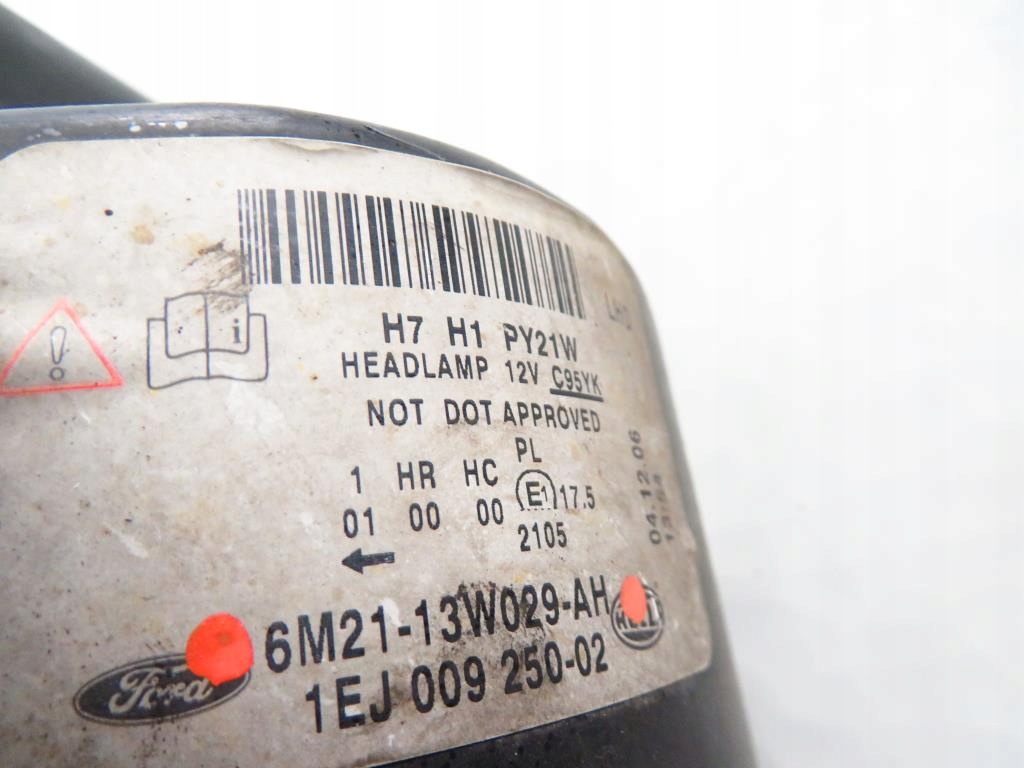 H7 H1 PY21W
HEADLAMP 12V C95YK
NOT DOT APPROVED
PL
1 HR HC E1 17.5
01 00 00 2105
04.12.06
6M21-13W029-AH
1EJ 009 250-02
Ford